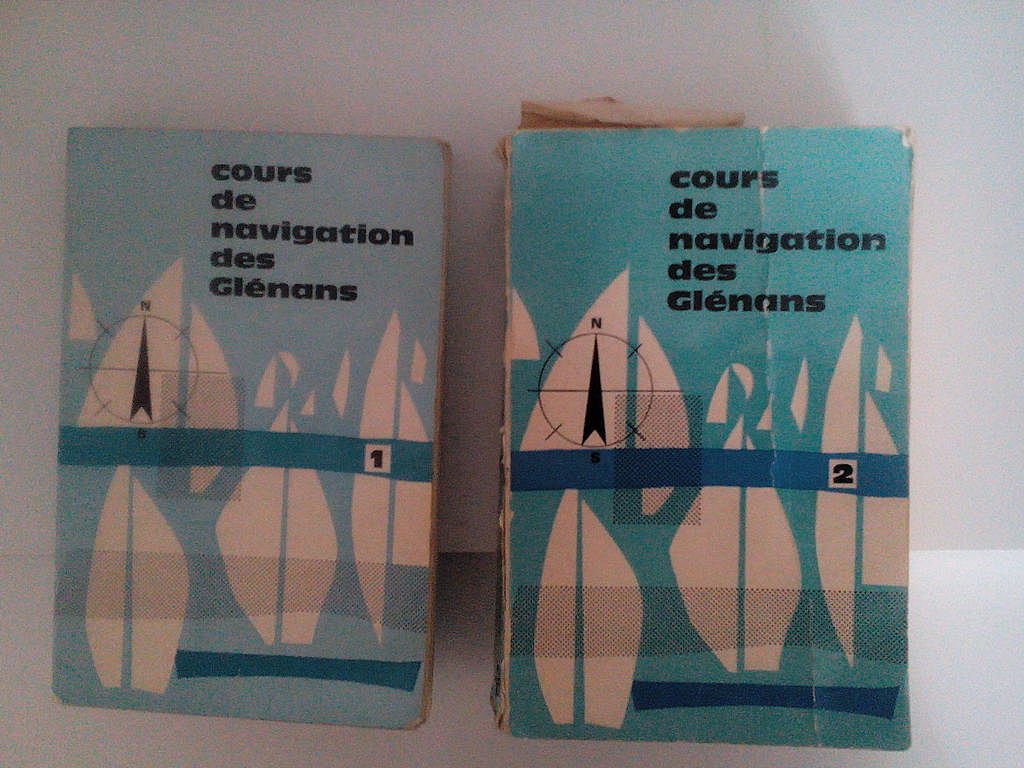 cours
de
navigation
des
Glénans
N
S
1
cours
de
navigation
des
Glénans
N
S
2